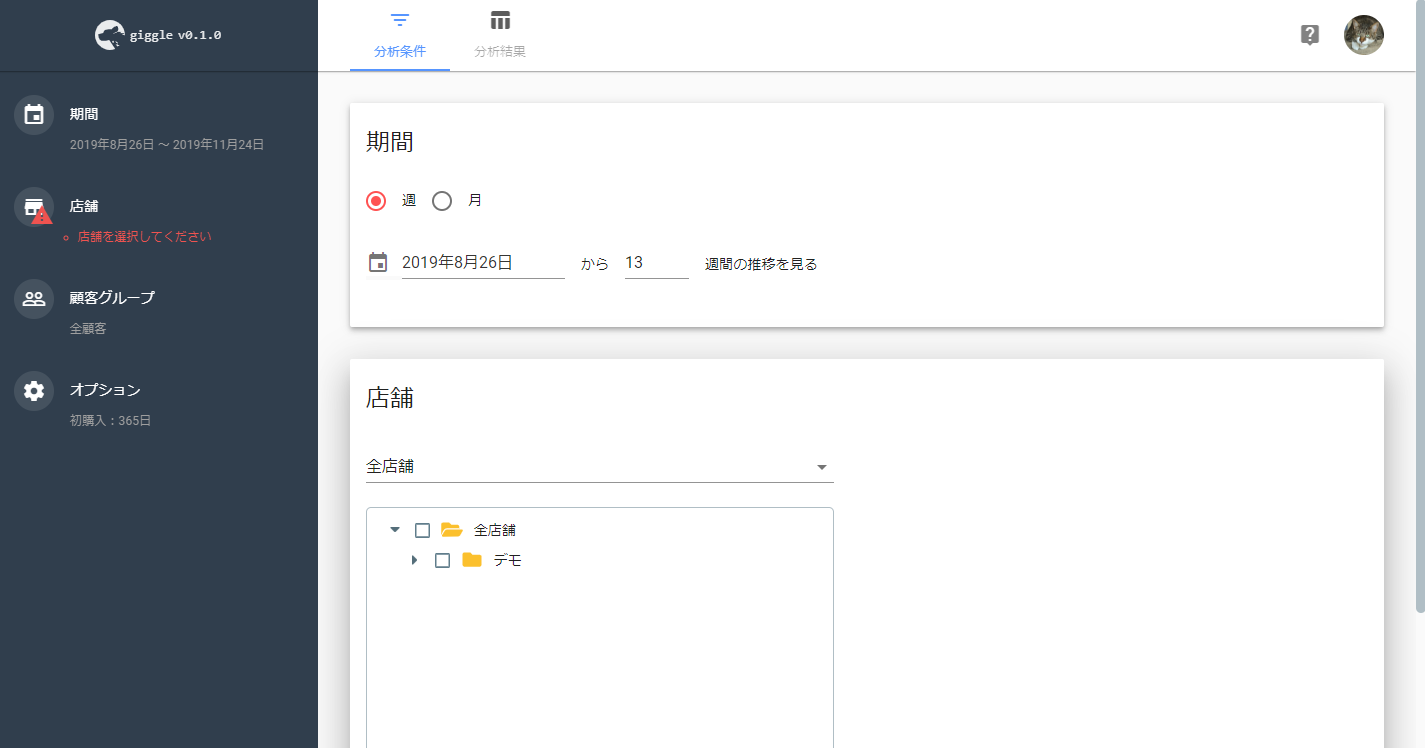 giggle v0.1.0
分析条件
分析結果
期間
2019年8月26日 ～ 2019年11月24日
店舗
店舗を選択してください
顧客グループ
全顧客
オプション
初購入：365日
期間
週 月
2019年8月26日 から 13 週間の推移を見る
店舗
全店舗
全店舗
デモ